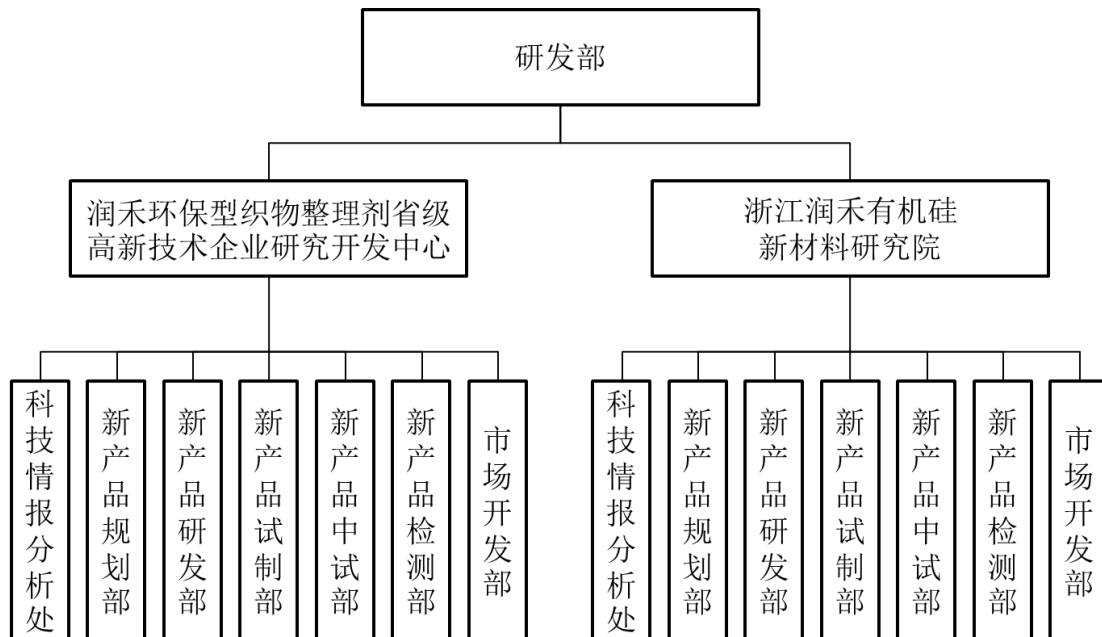 研发部
润禾环保型织物整理剂省级
高新技术企业研究开发中心
浙江润禾有机硅
新材料研究院
科技情报分析处
新产品规划部
新产品研发部
新产品试制部
新产品中试部
新产品检测部
市场开发部
科技情报分析处
新产品规划部
新产品研发部
新产品试制部
新产品中试部
新产品检测部
市场开发部